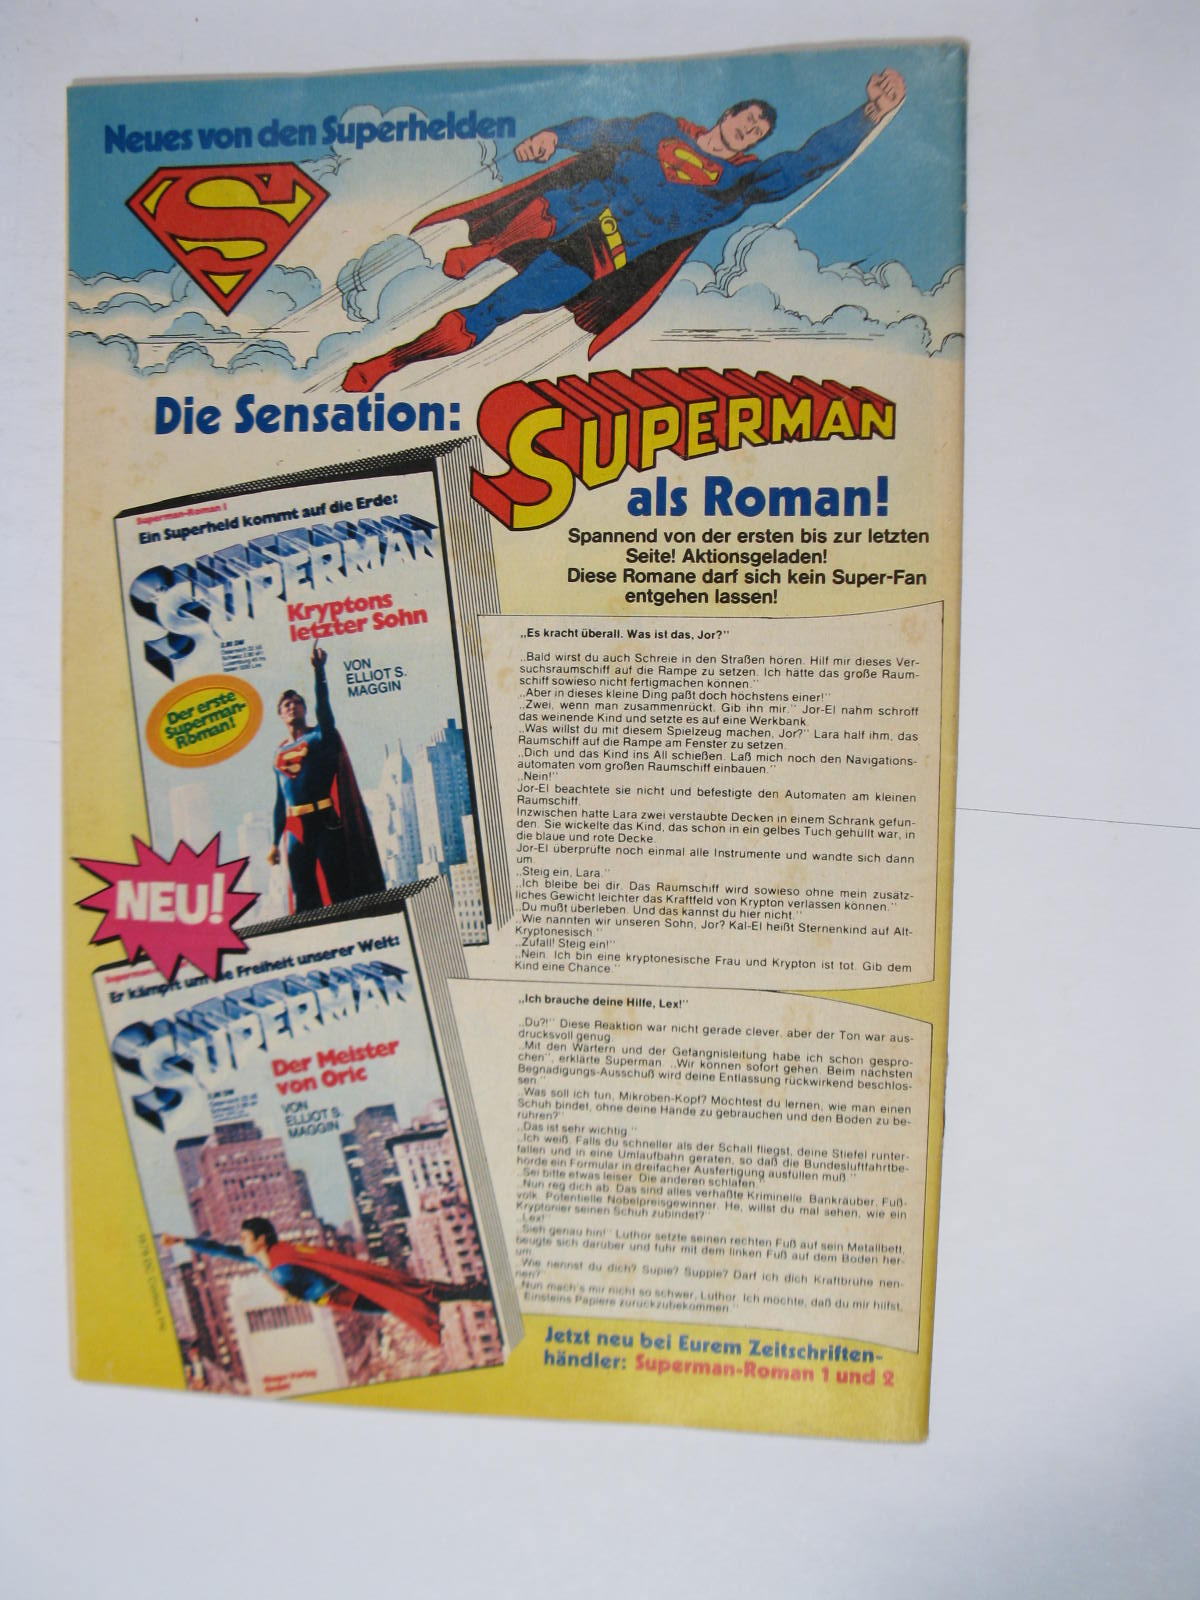 Neues von den Superhelden
S
Die Sensation:
SUPERMAN
als Roman!
Spannend von der ersten bis zur letzten
Seite! Aktionsgeladen!
Diese Romane darf sich kein Super-Fan
entgehen lassen!
Superman-Roman 1
Ein Superheld kommt auf die Erde:
SUPERMAN
Kryptons
letzter Sohn
VON
ELLIOT S.
MAGGIN
Der erste
Superman-
Roman!
„Es kracht überall. Was ist das, Jor?"
„Bald wirst du auch Schreie in den Straßen hören. Hilf mir dieses Ver-
suchsraumschiff auf die Rampe zu setzen. Ich hätte das große Raum-
schiff sowieso nicht fertigmachen können."
„Aber in dieses kleine Ding paßt doch höchstens einer!"
„Zwei, wenn man zusammenrückt. Gib ihn mir." Jor-El nahm schroff
das weinende Kind und setzte es auf eine Werkbank.
„Was willst du mit diesem Spielzeug machen, Jor?" Lara half ihm, das
Raumschiff auf die Rampe am Fenster zu setzen.
„Dich und das Kind ins All schießen. Laß mich noch den Navigations-
automaten vom großen Raumschiff einbauen."
„Nein!"
Jor-El beachtete sie nicht und befestigte den Automaten am kleinen
Raumschiff.
Inzwischen hatte Lara zwei verstaubte Decken in einem Schrank gefun-
den. Sie wickelte das Kind, das schon in ein gelbes Tuch gehüllt war, in
die blaue und rote Decke.
Jor-El überprüfte noch einmal alle Instrumente und wandte sich dann
um.
„Steig ein, Lara."
„Ich bleibe bei dir. Das Raumschiff wird sowieso ohne mein zusätz-
liches Gewicht leichter das Kraftfeld von Krypton verlassen können."
„Du mußt überleben. Und das kannst du hier nicht."
„Wie nannten wir unseren Sohn, Jor? Kal-El heißt Sternenkind auf Alt-
Kryptonesisch."
„Zufall! Steig ein!"
„Nein. Ich bin eine kryptonesische Frau und Krypton ist tot. Gib dem
Kind eine Chance."
NEU!
Er kämpft um die Freiheit unserer Welt:
SUPERMAN
Der Meister
von Oric
VON
ELLIOT S.
MAGGIN
„Ich brauche deine Hilfe, Lex!"
„Du?!" Diese Reaktion war nicht gerade clever, aber der Ton war aus-
drucksvoll genug.
„Mit den Wärtern und der Gefängnisleitung habe ich schon gespro-
chen", erklärte Superman. „Wir können sofort gehen. Beim nächsten
Begnadigungs-Ausschuß wird deine Entlassung rückwirkend beschlos-
sen."
„Was soll ich tun, Mikroben-Kopf? Möchtest du lernen, wie man einen
Schuh bindet, ohne deine Hände zu gebrauchen und den Boden zu be-
rühren?"
„Das ist sehr wichtig."
„Ich weiß. Falls du schneller als der Schall fliegst, deine Stiefel runter-
fallen und in eine Umlaufbahn geraten, so daß die Bundesluftfahrtbe-
hörde ein Formular in dreifacher Ausfertigung ausfüllen muß."
„Sei bitte etwas leiser. Die anderen schlafen."
„Nun reg dich ab. Das sind alles verhaßte Kriminelle. Bankräuber. Fuß-
volk. Potentielle Nobelpreisgewinner. He, willst du mal sehen, wie ein
Kryptonier seinen Schuh zubindet?"
„Lex!"
„Sieh genau hin!" Luthor setzte seinen rechten Fuß auf sein Metallbett,
beugte sich darüber und fuhr mit dem linken Fuß auf dem Boden her-
um.
„Wie nennst du dich? Supie? Suppie? Darf ich dich Kraftbrühe nen-
nen?"
„Nun mach's mir nicht so schwer, Luthor. Ich möchte, daß du mir hilfst,
Einsteins Papiere zurückzubekommen."
Jetzt neu bei Eurem Zeitschriften-
händler: Superman-Roman 1 und 2